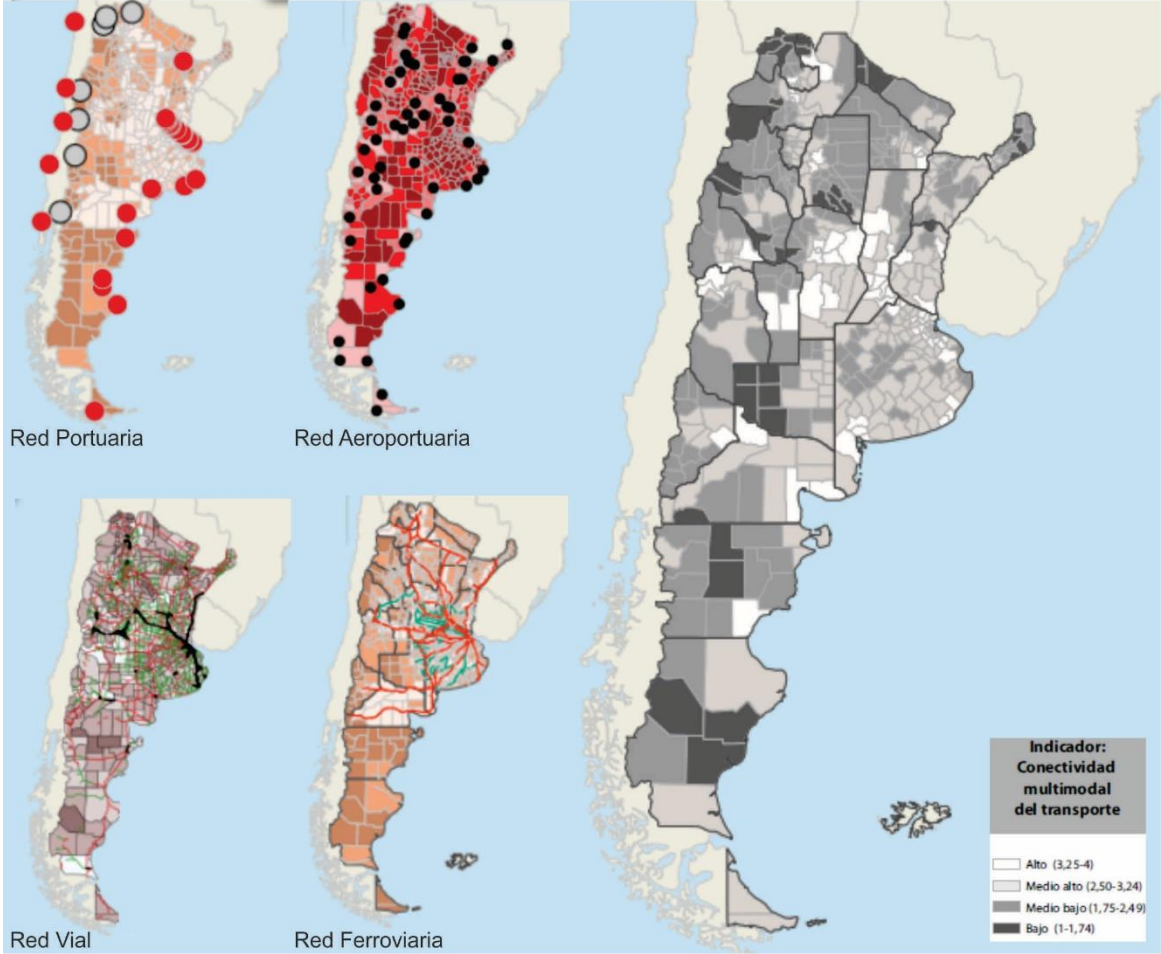 Red Portuaria
Red Aeroportuaria
Red Vial
Red Ferroviaria
Indicador:
Conectividad
multimodal
del transporte
Alto (3,25-4)
Medio alto (2,50-3,24)
Medio bajo (1,75-2,49)
Bajo (1-1,74)